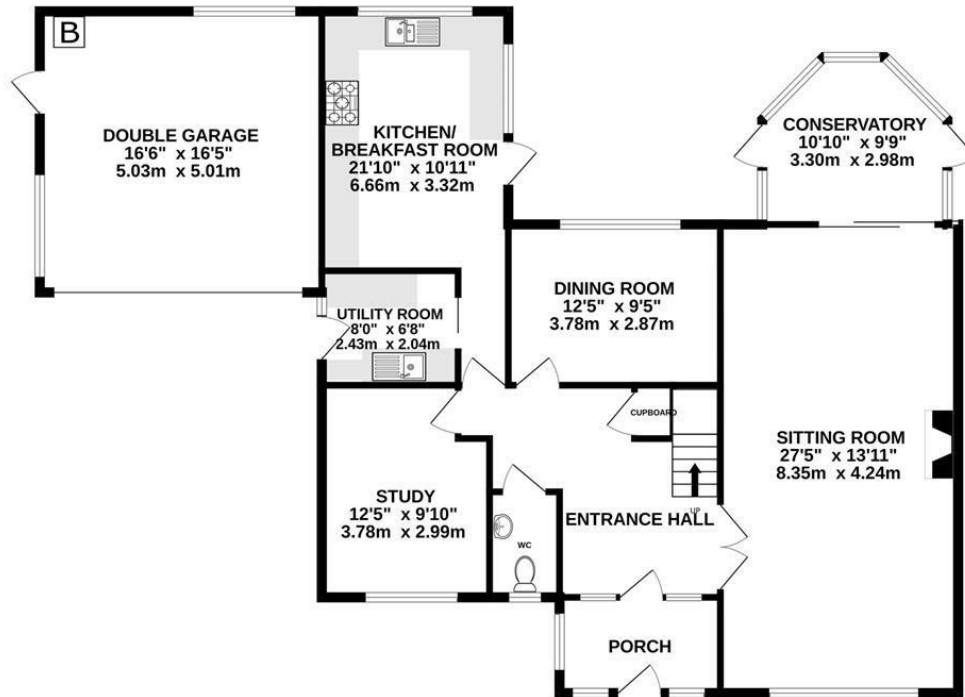 B
DOUBLE GARAGE
16'6" x 16'5"
5.03m x 5.01m
KITCHEN/
BREAKFAST ROOM
21'10" x 10'11"
6.66m x 3.32m
CONSERVATORY
10'10" x 9'9"
3.30m x 2.98m
UTILITY ROOM
8'0" x 6'8"
2.43m x 2.04m
DINING ROOM
12'5" x 9'5"
3.78m x 2.87m
CUPBOARD
SITTING ROOM
27'5" x 13'11"
8.35m x 4.24m
STUDY
12'5" x 9'10"
3.78m x 2.99m
WC
UP
ENTRANCE HALL
PORCH